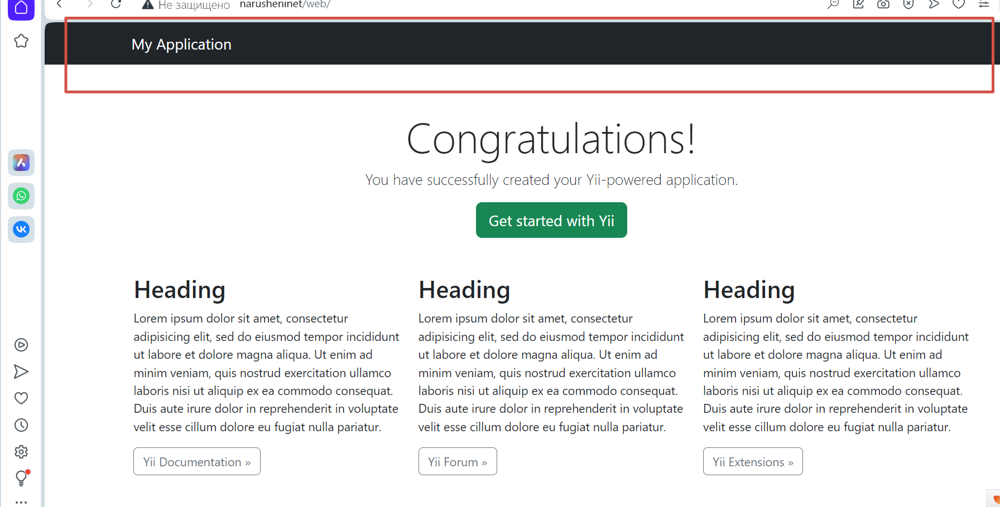 Не защищено narusheninet/web/
My Application
Congratulations!
You have successfully created your Yii-powered application.
Get started with Yii
Heading
Lorem ipsum dolor sit amet, consectetur
adipisicing elit, sed do eiusmod tempor incididunt
ut labore et dolore magna aliqua. Ut enim ad
minim veniam, quis nostrud exercitation ullamco
laboris nisi ut aliquip ex ea commodo consequat.
Duis aute irure dolor in reprehenderit in voluptate
velit esse cillum dolore eu fugiat nulla pariatur.
Yii Documentation »
Heading
Lorem ipsum dolor sit amet, consectetur
adipisicing elit, sed do eiusmod tempor incididunt
ut labore et dolore magna aliqua. Ut enim ad
minim veniam, quis nostrud exercitation ullamco
laboris nisi ut aliquip ex ea commodo consequat.
Duis aute irure dolor in reprehenderit in voluptate
velit esse cillum dolore eu fugiat nulla pariatur.
Yii Forum »
Heading
Lorem ipsum dolor sit amet, consectetur
adipisicing elit, sed do eiusmod tempor incididunt
ut labore et dolore magna aliqua. Ut enim ad
minim veniam, quis nostrud exercitation ullamco
laboris nisi ut aliquip ex ea commodo consequat.
Duis aute irure dolor in reprehenderit in voluptate
velit esse cillum dolore eu fugiat nulla pariatur.
Yii Extensions »